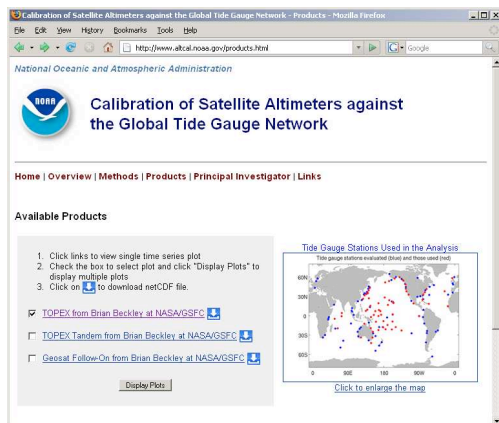 Calibration of Satellite Altimeters against the Global Tide Gauge Network - Products - Mozilla Firefox
File Edit View History Bookmarks Tools Help
http://www.altcal.noaa.gov/products.html
Google
National Oceanic and Atmospheric Administration
NOAA
Calibration of Satellite Altimeters against
the Global Tide Gauge Network
Home | Overview | Methods | Products | Principal Investigator | Links
Available Products
1. Click links to view single time series plot
2. Check the box to select plot and click "Display Plots" to
display multiple plots
3. Click on to download netCDF file.
TOPEX from Brian Beckley at NASA/GSFC
TOPEX Tandem from Brian Beckley at NASA/GSFC
Geosat Follow-On from Brian Beckley at NASA/GSFC
Display Plots
Tide Gauge Stations Used in the Analysis
Tide gauge stations evaluated (blue) and those used (red)
60N
30N
0
30S
60S
0 90E 180 90W 0
Click to enlarge the map